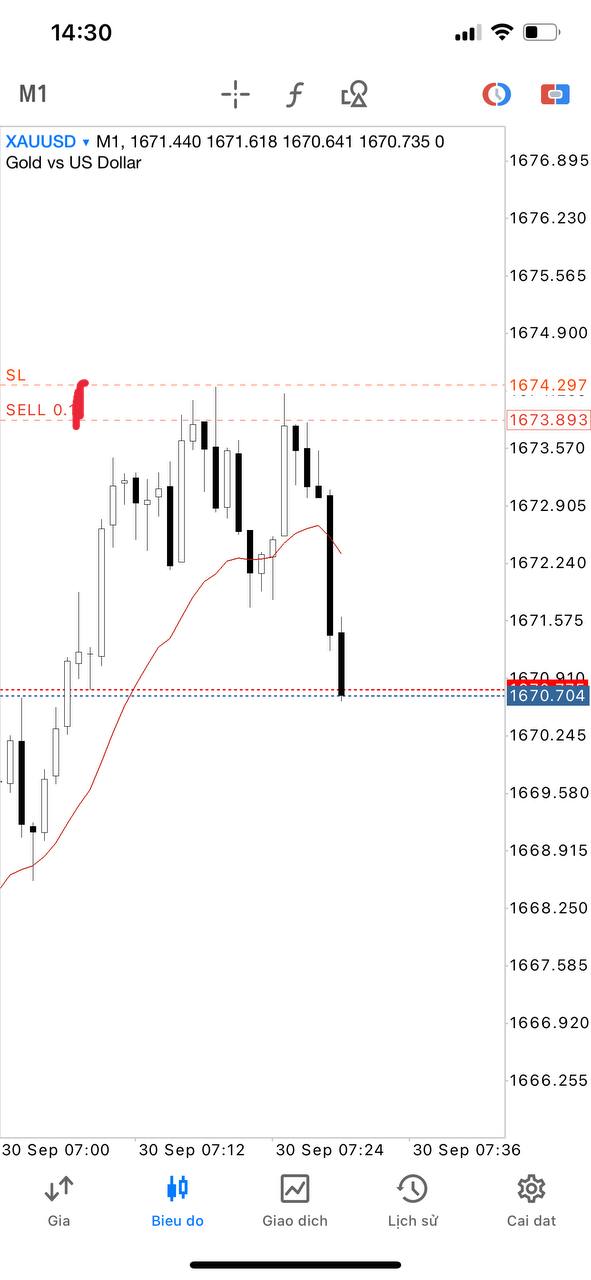 14:30
M1
XAUUSD ▾ M1, 1671.440 1671.618 1670.641 1670.735 0
Gold vs US Dollar
1676.895
1676.230
1675.565
1674.900
SL 1674.297
SELL 0. 1673.893
1673.570
1672.905
1672.240
1671.575
1670.910
1670.704
1670.245
1669.580
1668.915
1668.250
1667.585
1666.920
1666.255
30 Sep 07:00 30 Sep 07:12 30 Sep 07:24 30 Sep 07:36
Gia Bieu do Giao dich Lịch sử Cai dat